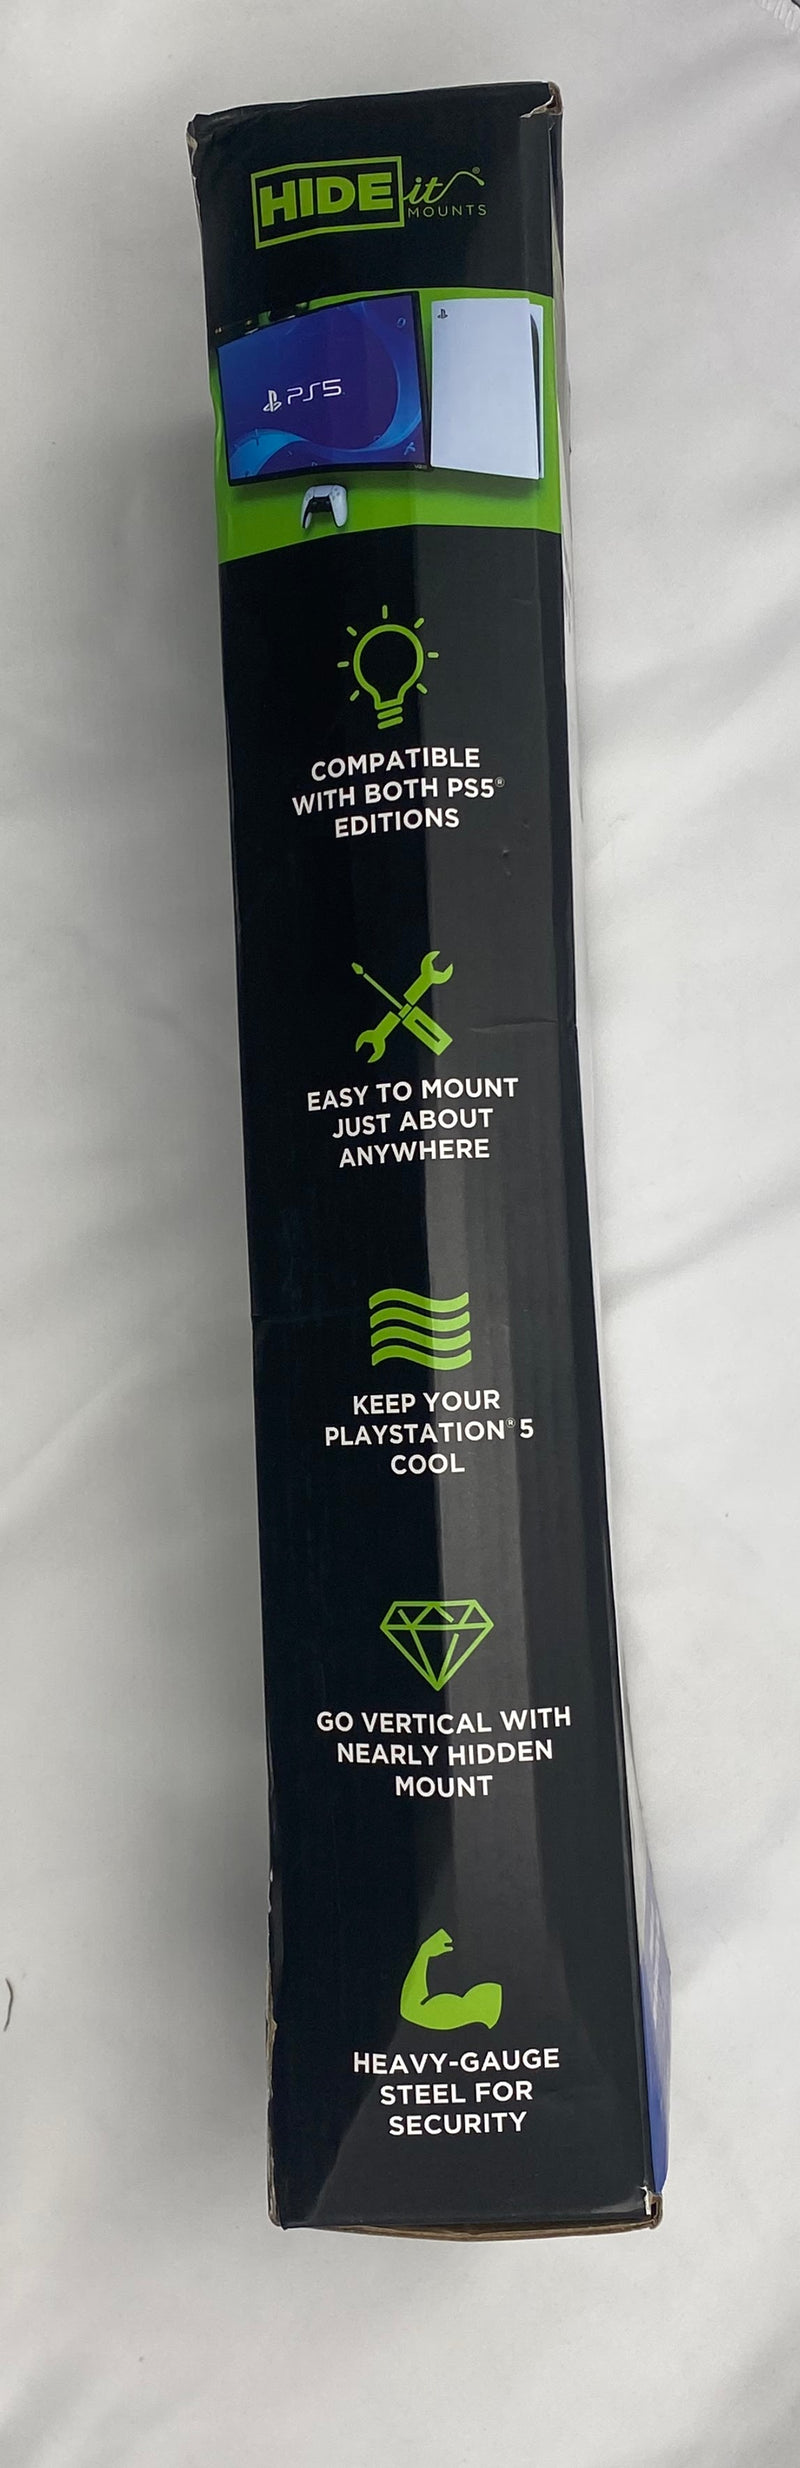 HIDE it®
MOUNTS
PS5
COMPATIBLE
WITH BOTH PS5®
EDITIONS
EASY TO MOUNT
JUST ABOUT
ANYWHERE
KEEP YOUR
PLAYSTATION® 5
COOL
GO VERTICAL WITH
NEARLY HIDDEN
MOUNT
HEAVY-GAUGE
STEEL FOR
SECURITY